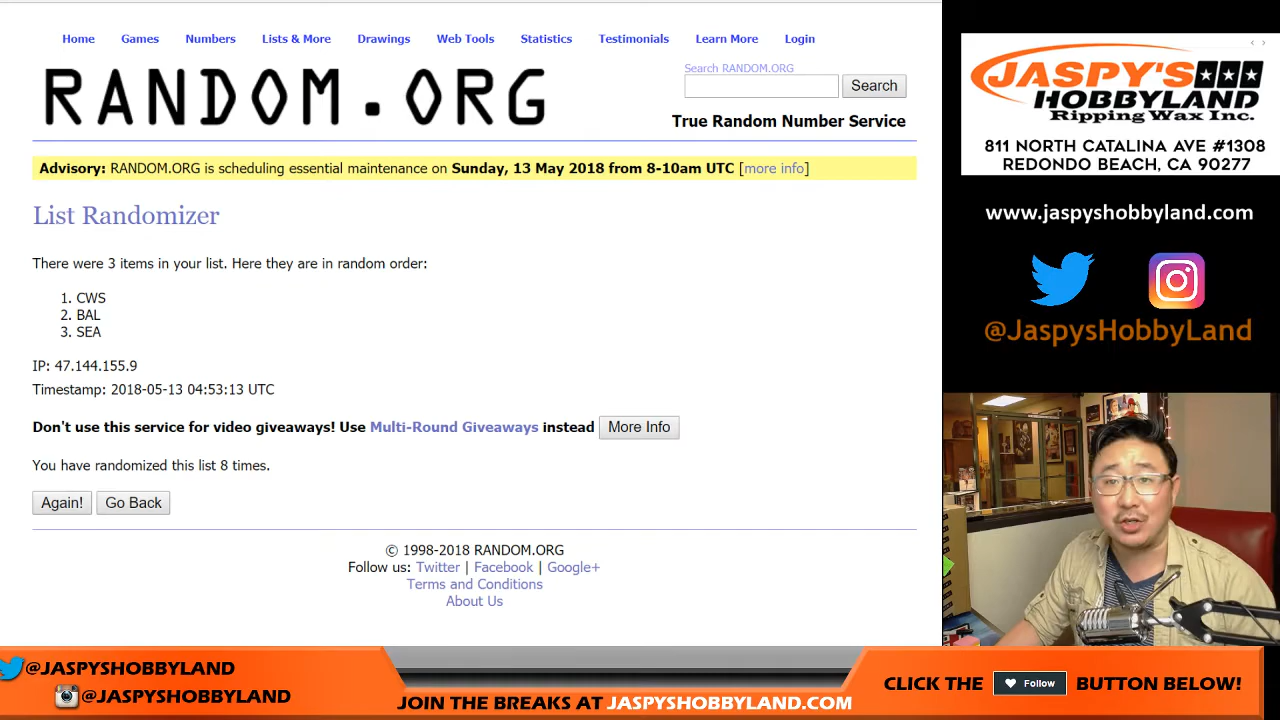 Home Games Numbers Lists & More Drawings Web Tools Statistics Testimonials Learn More Login
RANDOM.ORG
Search RANDOM.ORG
Search
True Random Number Service
Advisory: RANDOM.ORG is scheduling essential maintenance on Sunday, 13 May 2018 from 8-10am UTC [more info]
List Randomizer
There were 3 items in your list. Here they are in random order:
1. CWS
2. BAL
3. SEA
IP: 47.144.155.9
Timestamp: 2018-05-13 04:53:13 UTC
Don't use this service for video giveaways! Use Multi-Round Giveaways instead More Info
You have randomized this list 8 times.
Again! Go Back
© 1998-2018 RANDOM.ORG
Follow us: Twitter | Facebook | Google+
Terms and Conditions
About Us
JASPY'S
HOBBYLAND
Ripping Wax Inc.
811 NORTH CATALINA AVE #1308
REDONDO BEACH, CA 90277
www.jaspyshobbyland.com
@JaspysHobbyLand
@JASPYSHOBBYLAND
@JASPYSHOBBYLAND
JOIN THE BREAKS AT JASPYSHOBBYLAND.COM
CLICK THE Follow BUTTON BELOW!